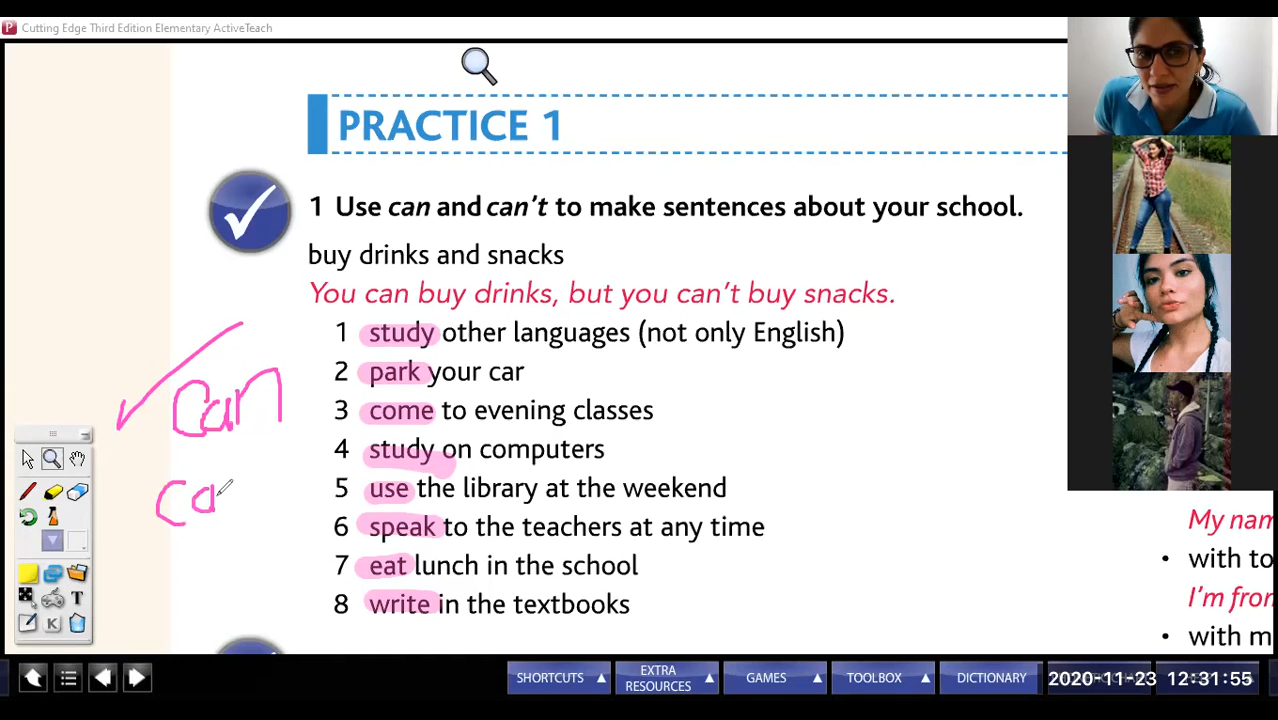 Cutting Edge Third Edition Elementary ActiveTeach
PRACTICE 1
1 Use can and can't to make sentences about your school.
buy drinks and snacks
You can buy drinks, but you can't buy snacks.
1 study other languages (not only English)
2 park your car
3 come to evening classes
4 study on computers
5 use the library at the weekend
6 speak to the teachers at any time
7 eat lunch in the school
8 write in the textbooks
can
ca
My nam
• with to
I'm fron
• with m
SHORTCUTS
EXTRA RESOURCES
GAMES
TOOLBOX
DICTIONARY
2020-11-23 12:31:55